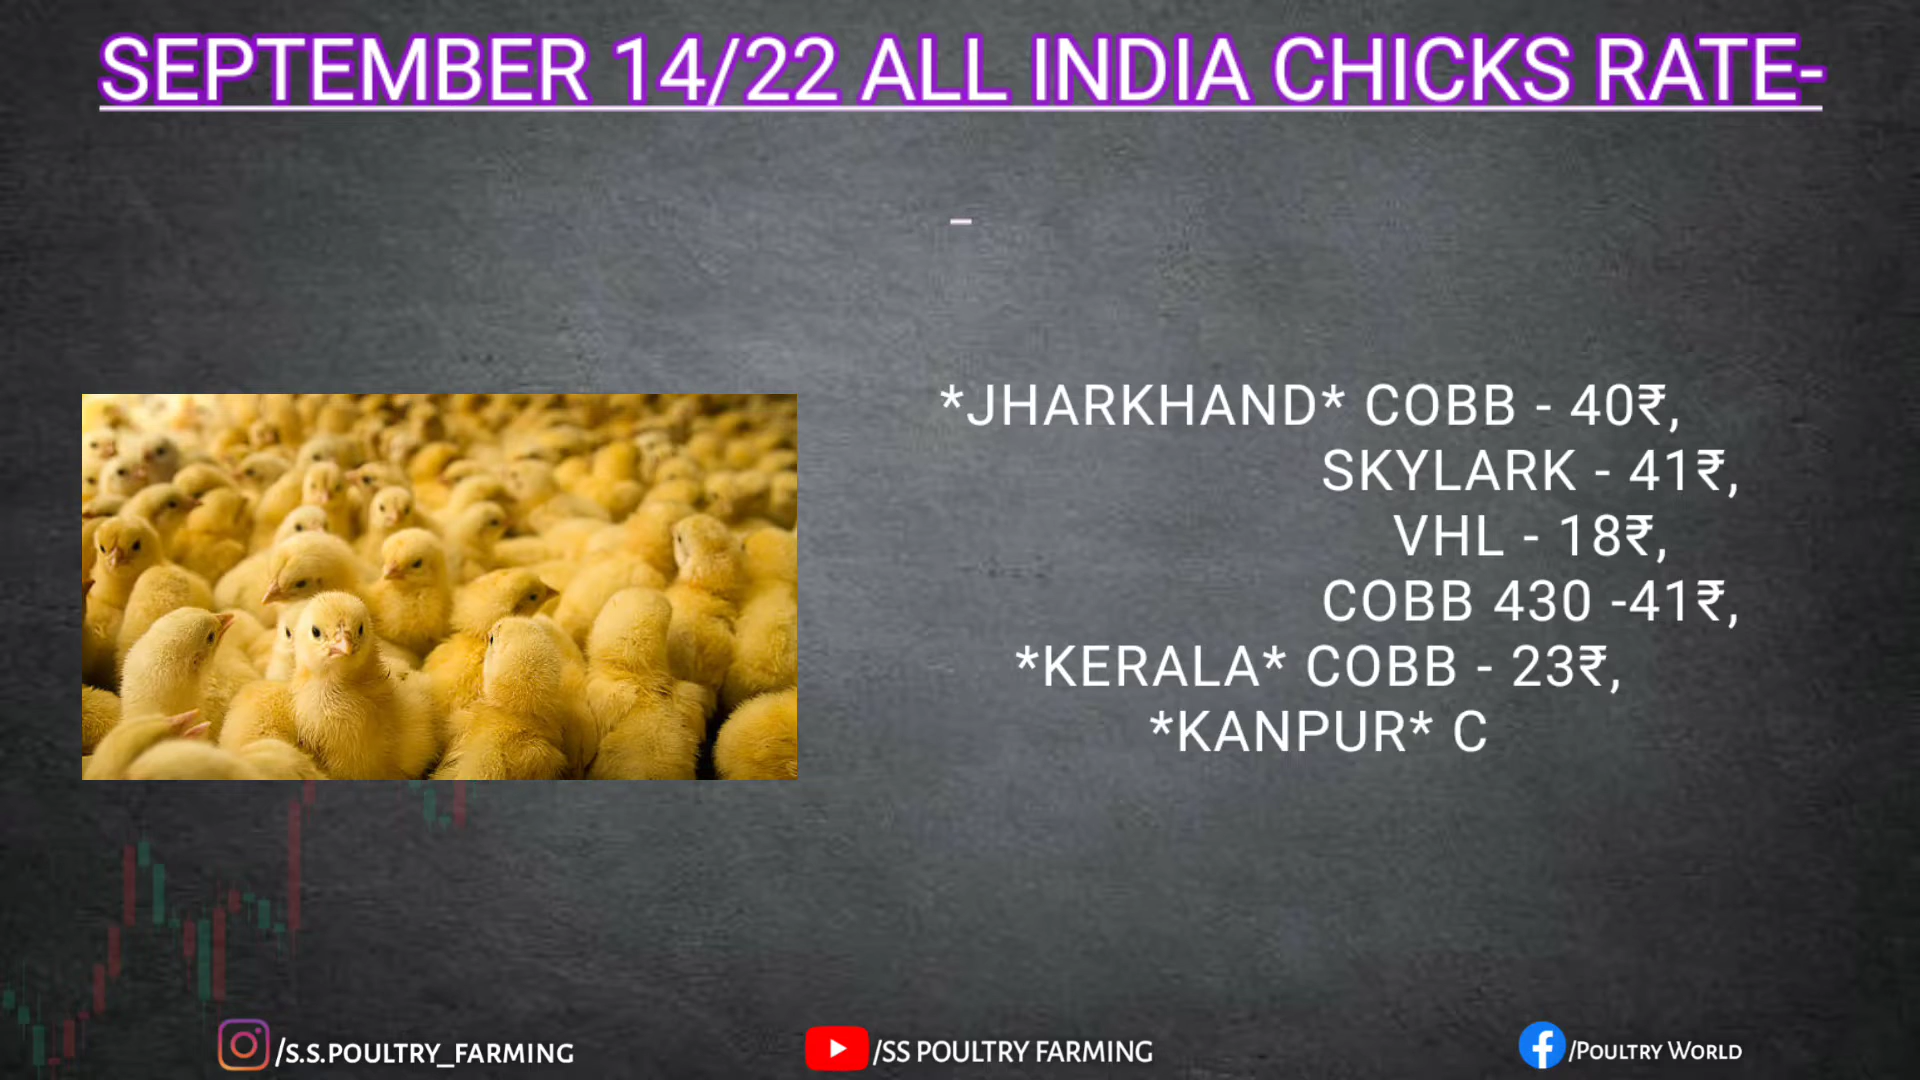 SEPTEMBER 14/22 ALL INDIA CHICKS RATE-
-
*JHARKHAND* COBB - 40₹,
SKYLARK - 41₹,
VHL - 18₹,
COBB 430 -41₹,
*KERALA* COBB - 23₹,
*KANPUR* C
/S.S.POULTRY_FARMING
/SS POULTRY FARMING
/Poultry World